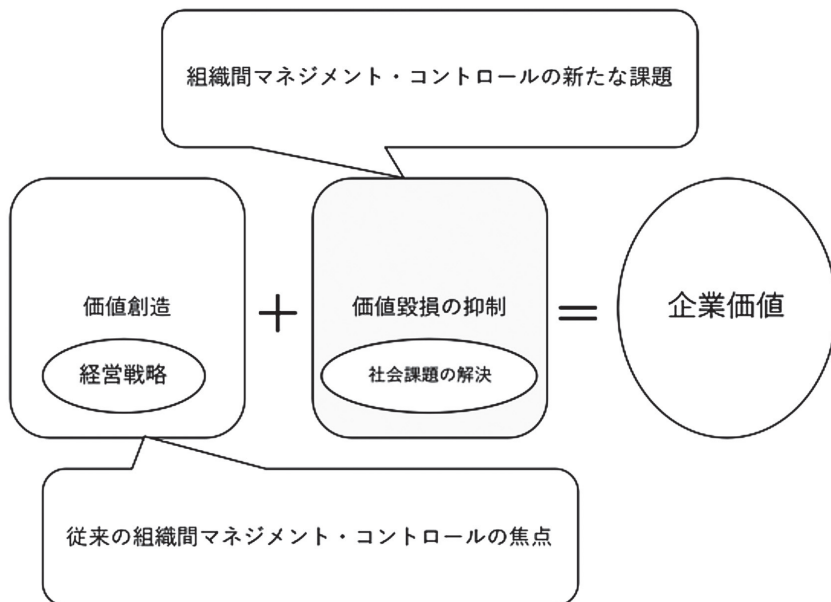 組織間マネジメント・コントロールの新たな課題
価値創造
経営戦略
+
価値毀損の抑制
社会課題の解決
=
企業価値
従来の組織間マネジメント・コントロールの焦点